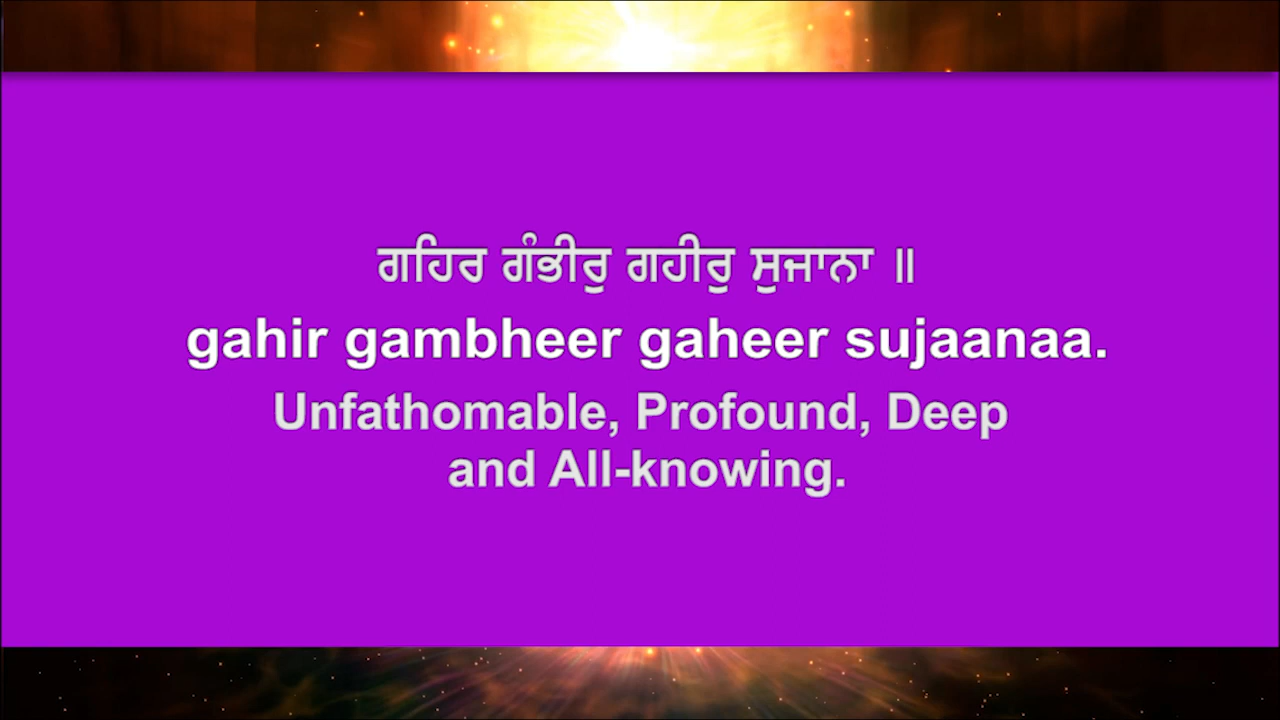 ਗਹਿਰ ਗੰਭੀਰੁ ਗਹੀਰੁ ਸੁਜਾਨਾ ॥
gahir gambheer gaheer sujaanaa.
Unfathomable, Profound, Deep
and All-knowing.